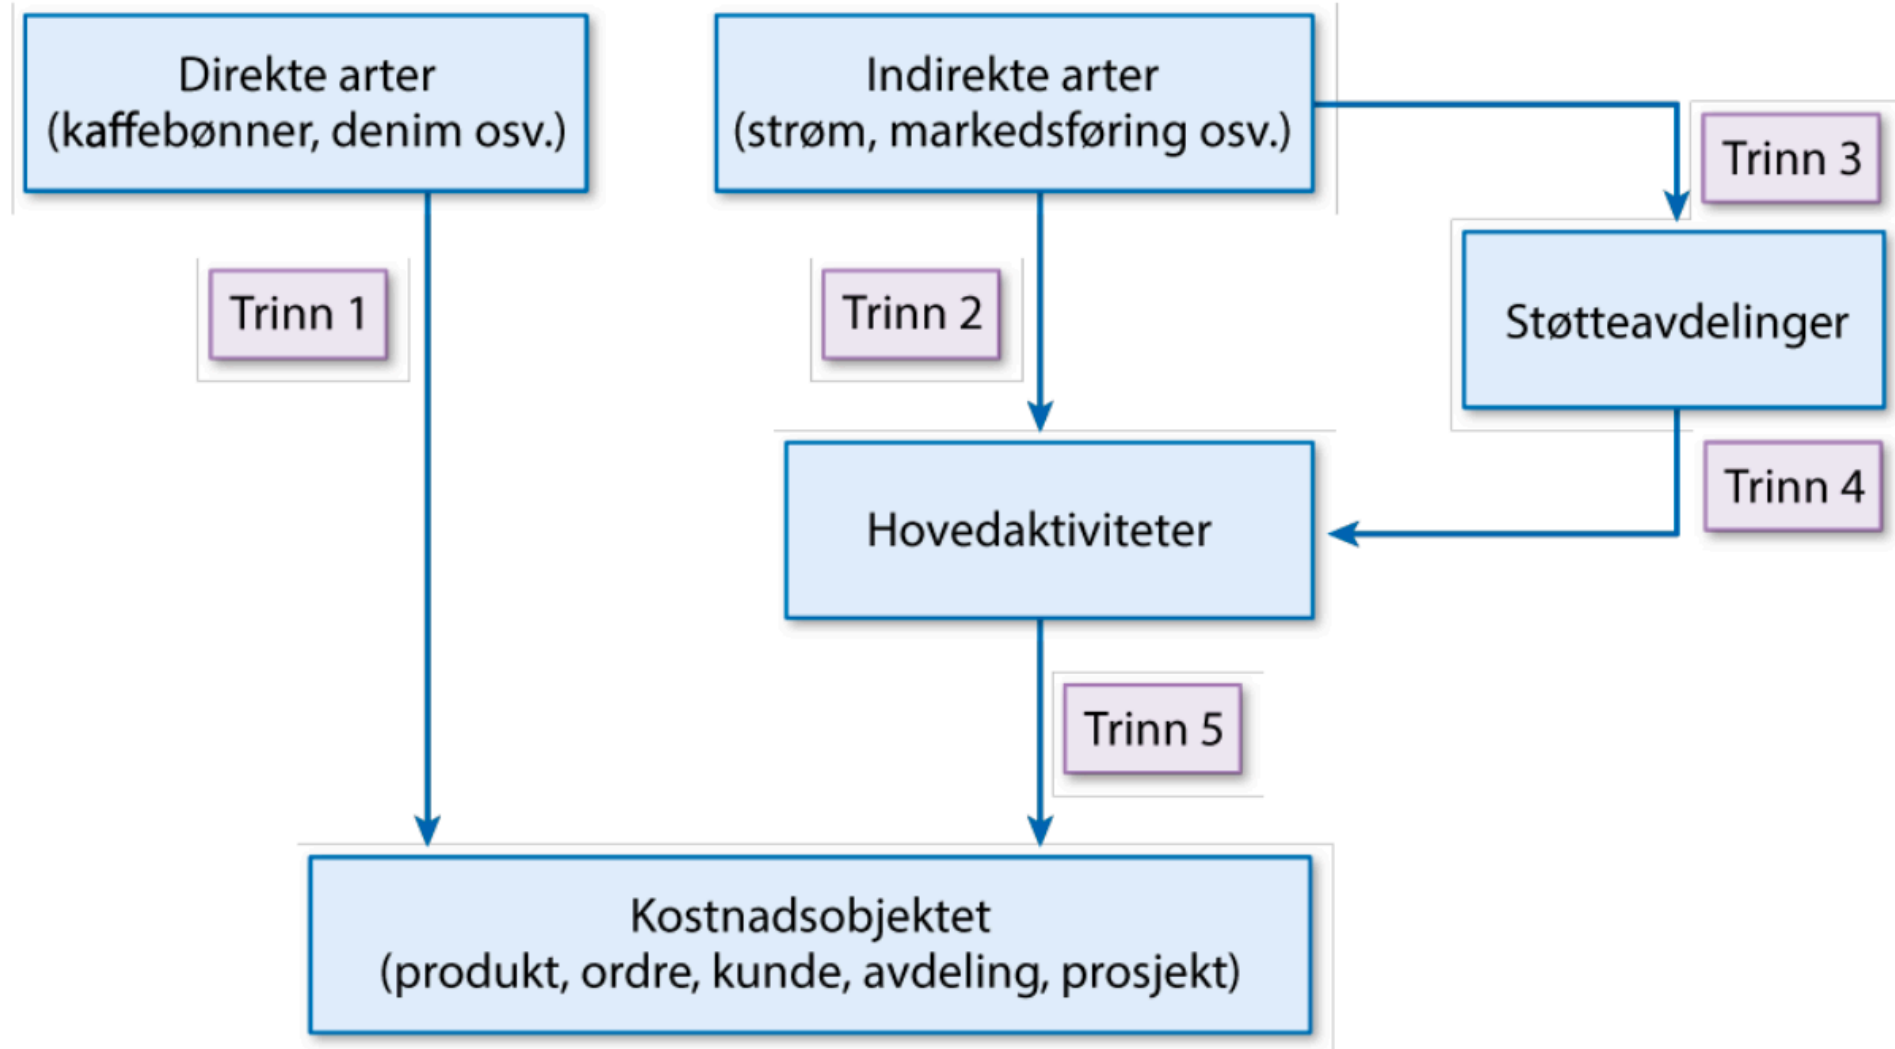 Direkte arter
(kaffebønner, denim osv.)
Indirekte arter
(strøm, markedsføring osv.)
Trinn 3
Trinn 1
Trinn 2
Støtteavdelinger
Trinn 4
Hovedaktiviteter
Trinn 5
Kostnadsobjektet
(produkt, ordre, kunde, avdeling, prosjekt)